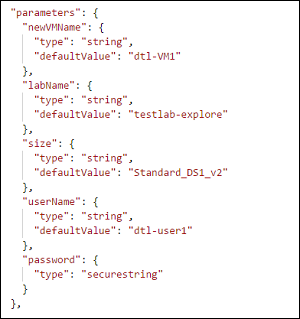 "parameters": {
"newVMName": {
"type": "string",
"defaultValue": "dtl-VM1"
},
"labName": {
"type": "string",
"defaultValue": "testlab-explore"
},
"size": {
"type": "string",
"defaultValue": "Standard_DS1_v2"
},
"userName": {
"type": "string",
"defaultValue": "dtl-user1"
},
"password": {
"type": "securestring"
}
},